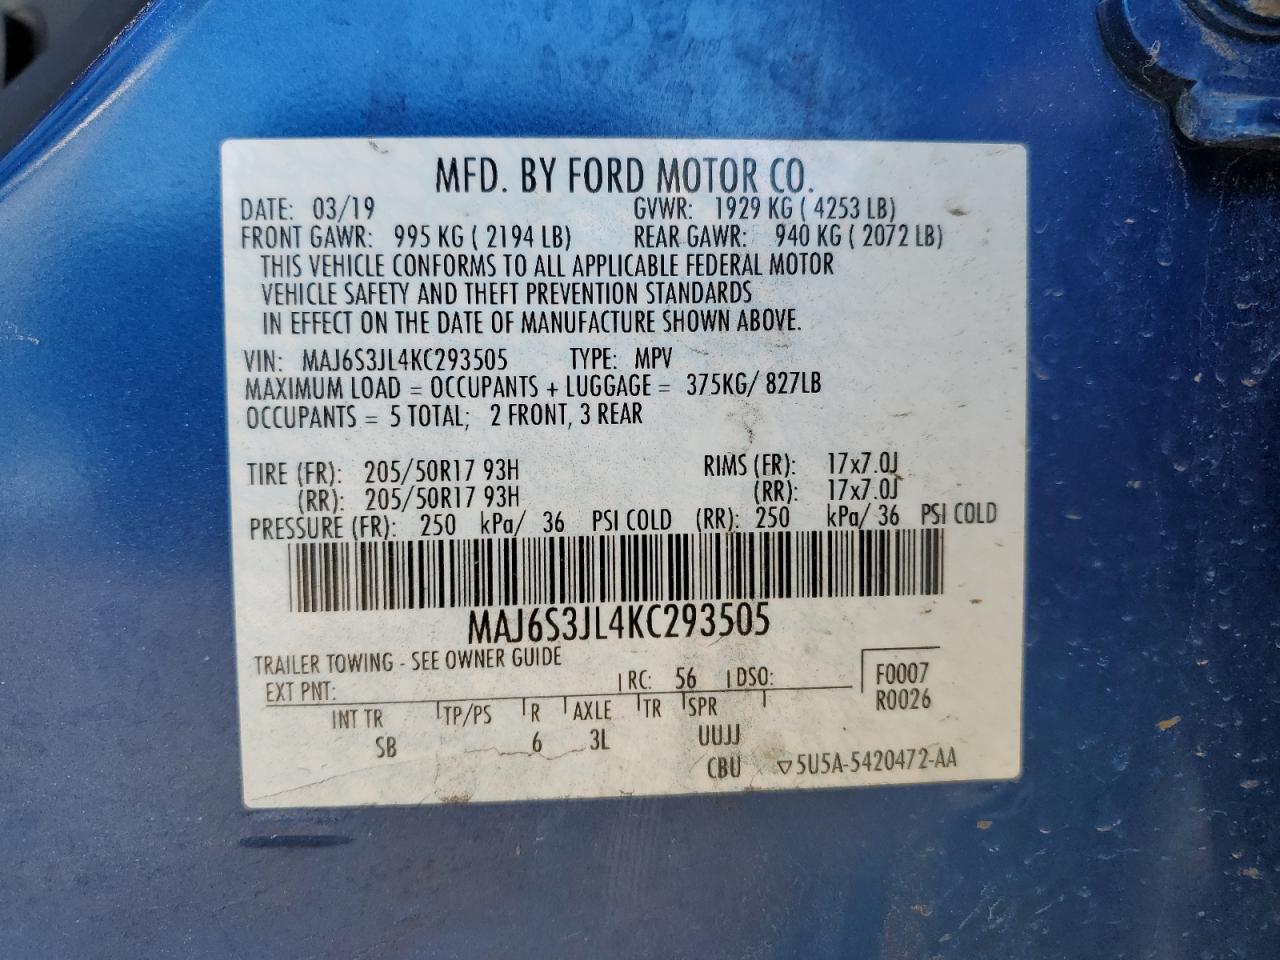 MFD. BY FORD MOTOR CO.
DATE: 03/19 GVWR: 1929 KG ( 4253 LB)
FRONT GAWR: 995 KG ( 2194 LB) REAR GAWR: 940 KG ( 2072 LB)
THIS VEHICLE CONFORMS TO ALL APPLICABLE FEDERAL MOTOR
VEHICLE SAFETY AND THEFT PREVENTION STANDARDS
IN EFFECT ON THE DATE OF MANUFACTURE SHOWN ABOVE.
VIN: MAJ6S3JL4KC293505 TYPE: MPV
MAXIMUM LOAD = OCCUPANTS + LUGGAGE = 375KG/ 827LB
OCCUPANTS = 5 TOTAL; 2 FRONT, 3 REAR
TIRE (FR): 205/50R17 93H RIMS (FR): 17x7.0J
(RR): 205/50R17 93H (RR): 17x7.0J
PRESSURE (FR): 250 kPa/ 36 PSI COLD (RR): 250 kPa/ 36 PSI COLD
MAJ6S3JL4KC293505
TRAILER TOWING - SEE OWNER GUIDE
EXT PNT: RC: 56 DSO: F0007
R0026
INT TR TP/PS R AXLE TR SPR
SB 6 3L UUJJ
CBU ▽5U5A-5420472-AA